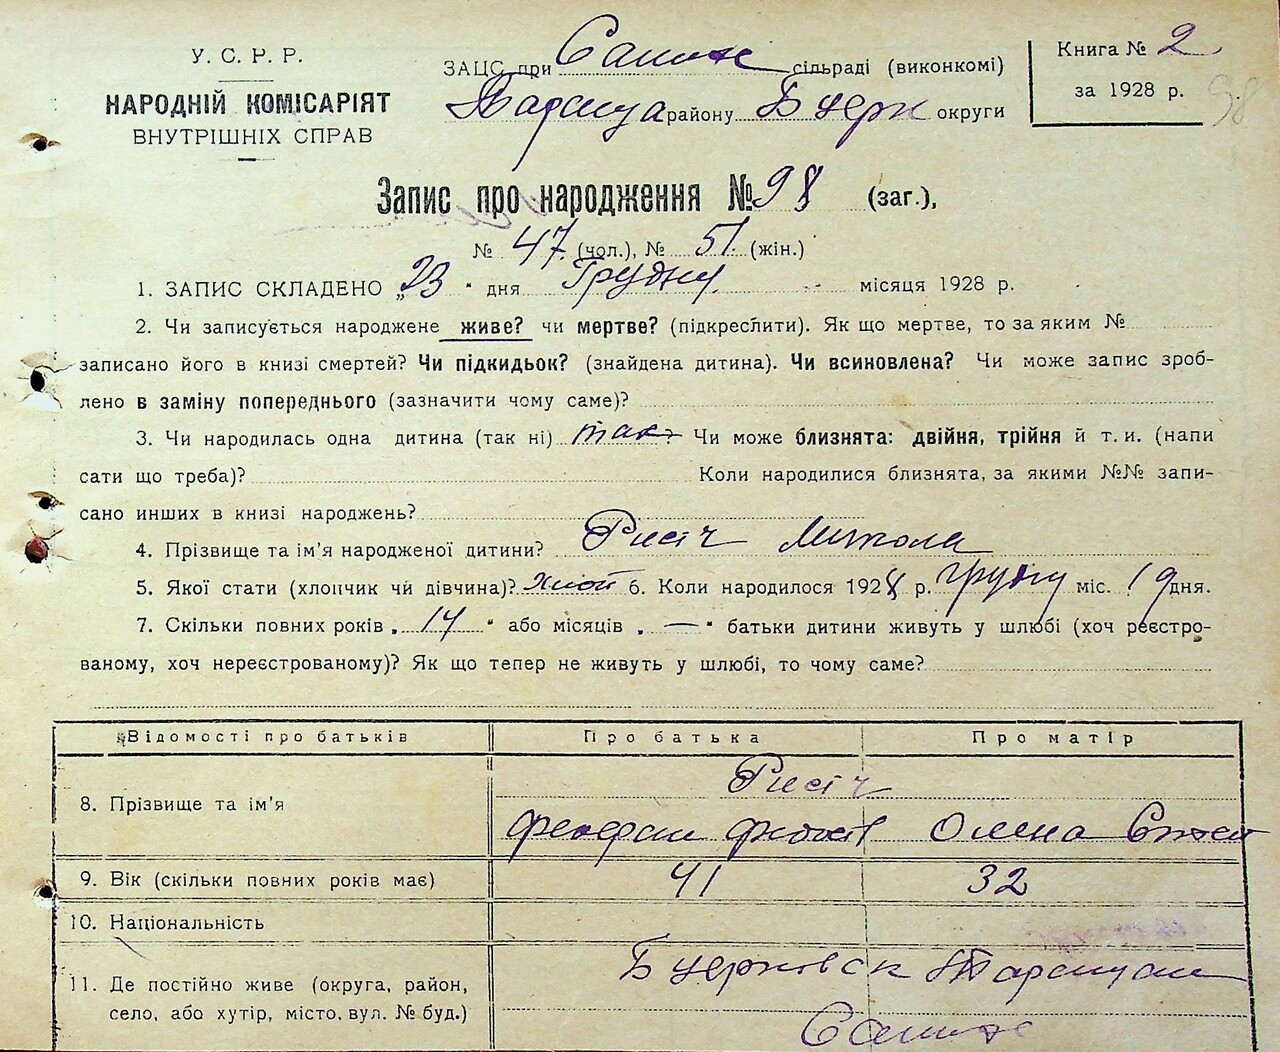 У. С. Р. Р.
НАРОДНІЙ КОМІСАРІЯТ
ВНУТРІШНІХ СПРАВ
ЗАЦС при сільраді (виконкомі)
району округи
Книга № 2
за 1928 р.
98
Запис про народження № 98 (заг.),
№ 47 (чол.), № 51 (жін.)
1. ЗАПИС СКЛАДЕНО „23" дня Грудну місяця 1928 р.
2. Чи записується народжене живе? чи мертве? (підкреслити). Як що мертве, то за яким №
записано його в книзі смертей? Чи підкидьок? (знайдена дитина). Чи всиновлена? Чи може запис зроб-
лено в заміну попереднього (зазначити чому саме)?
3. Чи народилась одна дитина (так ні) так Чи може близнята: двійня, трійня й т. и. (напи
сати що треба)? Коли народилися близнята, за якими №№ запи-
сано инших в книзі народжень?
4. Прізвище та ім'я народженої дитини? Микола
5. Якої стати (хлопчик чи дівчина)? 6. Коли народилося 1928 р. грудну міс. 19 дня.
7. Скільки повних років „ 14 " або місяців „ — " батьки дитини живуть у шлюбі (хоч реєстро-
ваному, хоч нереєстрованому)? Як що тепер не живуть у шлюбі, то чому саме?
Відомості про батьків Про батька Про матір
8. Прізвище та ім'я
Олена
9. Вік (скільки повних років має) 41 32
10. Національність
11. Де постійно живе (округа, район,
село, або хутір, місто, вул. № буд.)